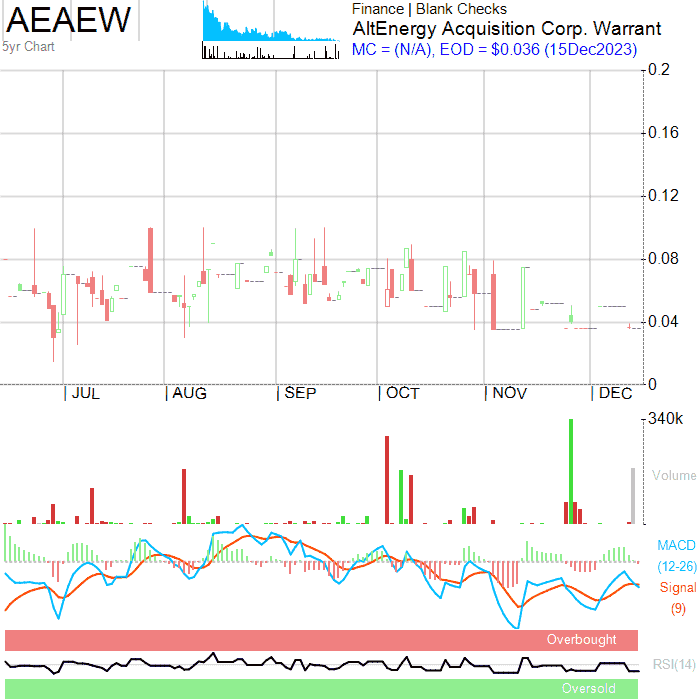 AEAEW
5yr Chart
Finance | Blank Checks
AltEnergy Acquisition Corp. Warrant
MC = (N/A), EOD = $0.036 (15Dec2023)
0.2
0.16
0.12
0.08
0.04
0
JUL
AUG
SEP
OCT
NOV
DEC
340k
Volume
MACD
(12-26)
Signal
(9)
Overbought
RSI(14)
Oversold